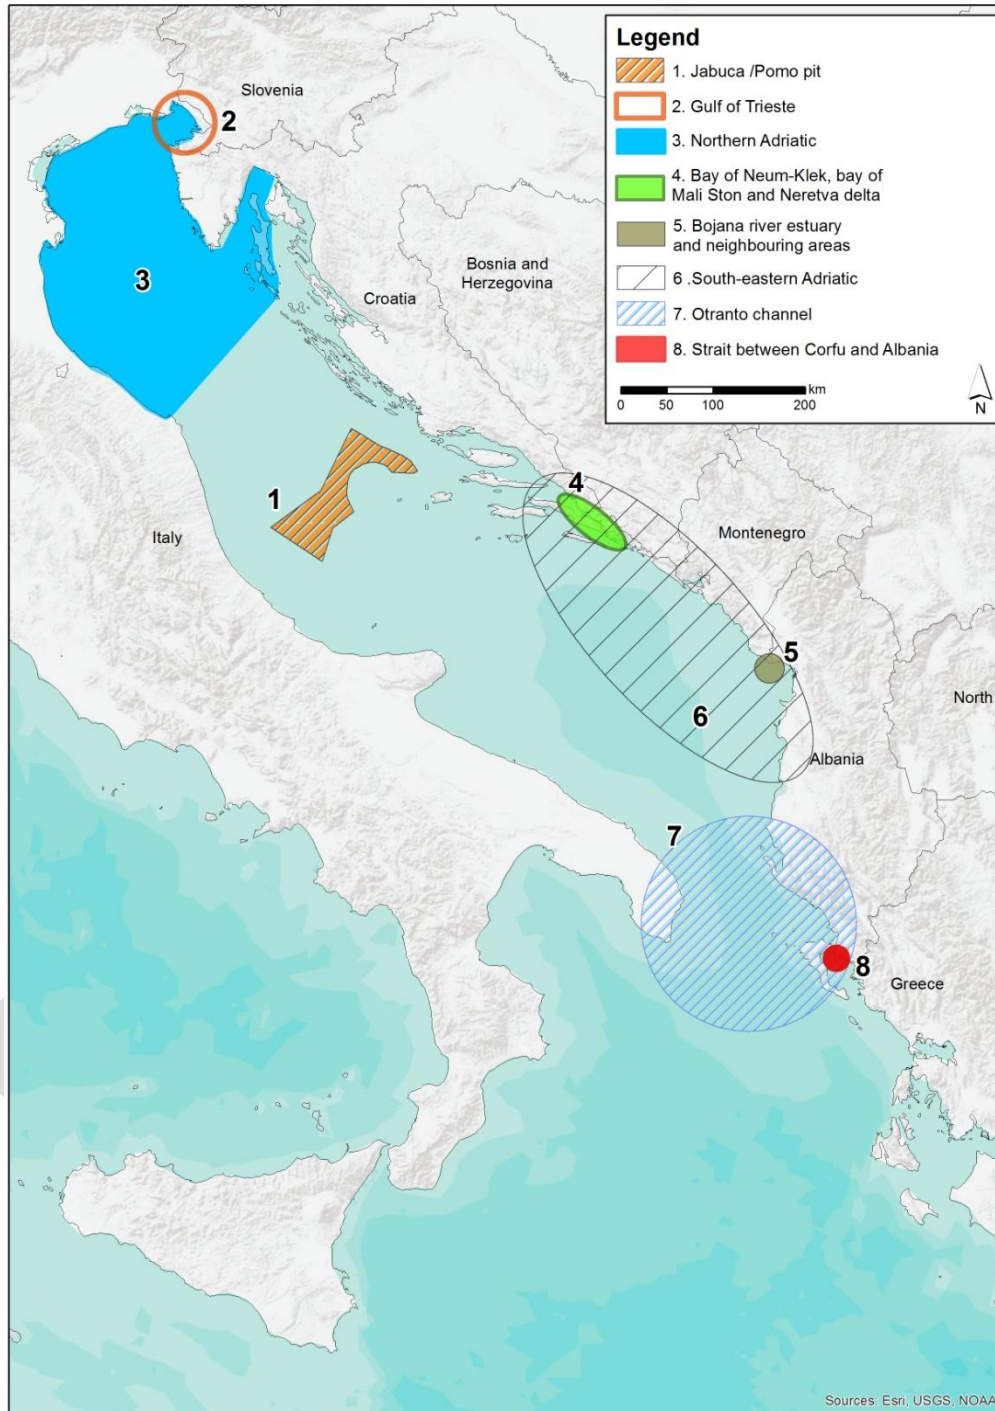 Legend
1. Jabuca /Pomo pit
2. Gulf of Trieste
3. Northern Adriatic
4. Bay of Neum-Klek, bay of
Mali Ston and Neretva delta
5. Bojana river estuary
and neighbouring areas
6 .South-eastern Adriatic
7. Otranto channel
8. Strait between Corfu and Albania
km
0 50 100 200
N
Slovenia
2
3
Bosnia and
Herzegovina
Croatia
1
4
Italy
Montenegro
5
North
6
Albania
7
8
Greece
Sources: Esri, USGS, NOAA